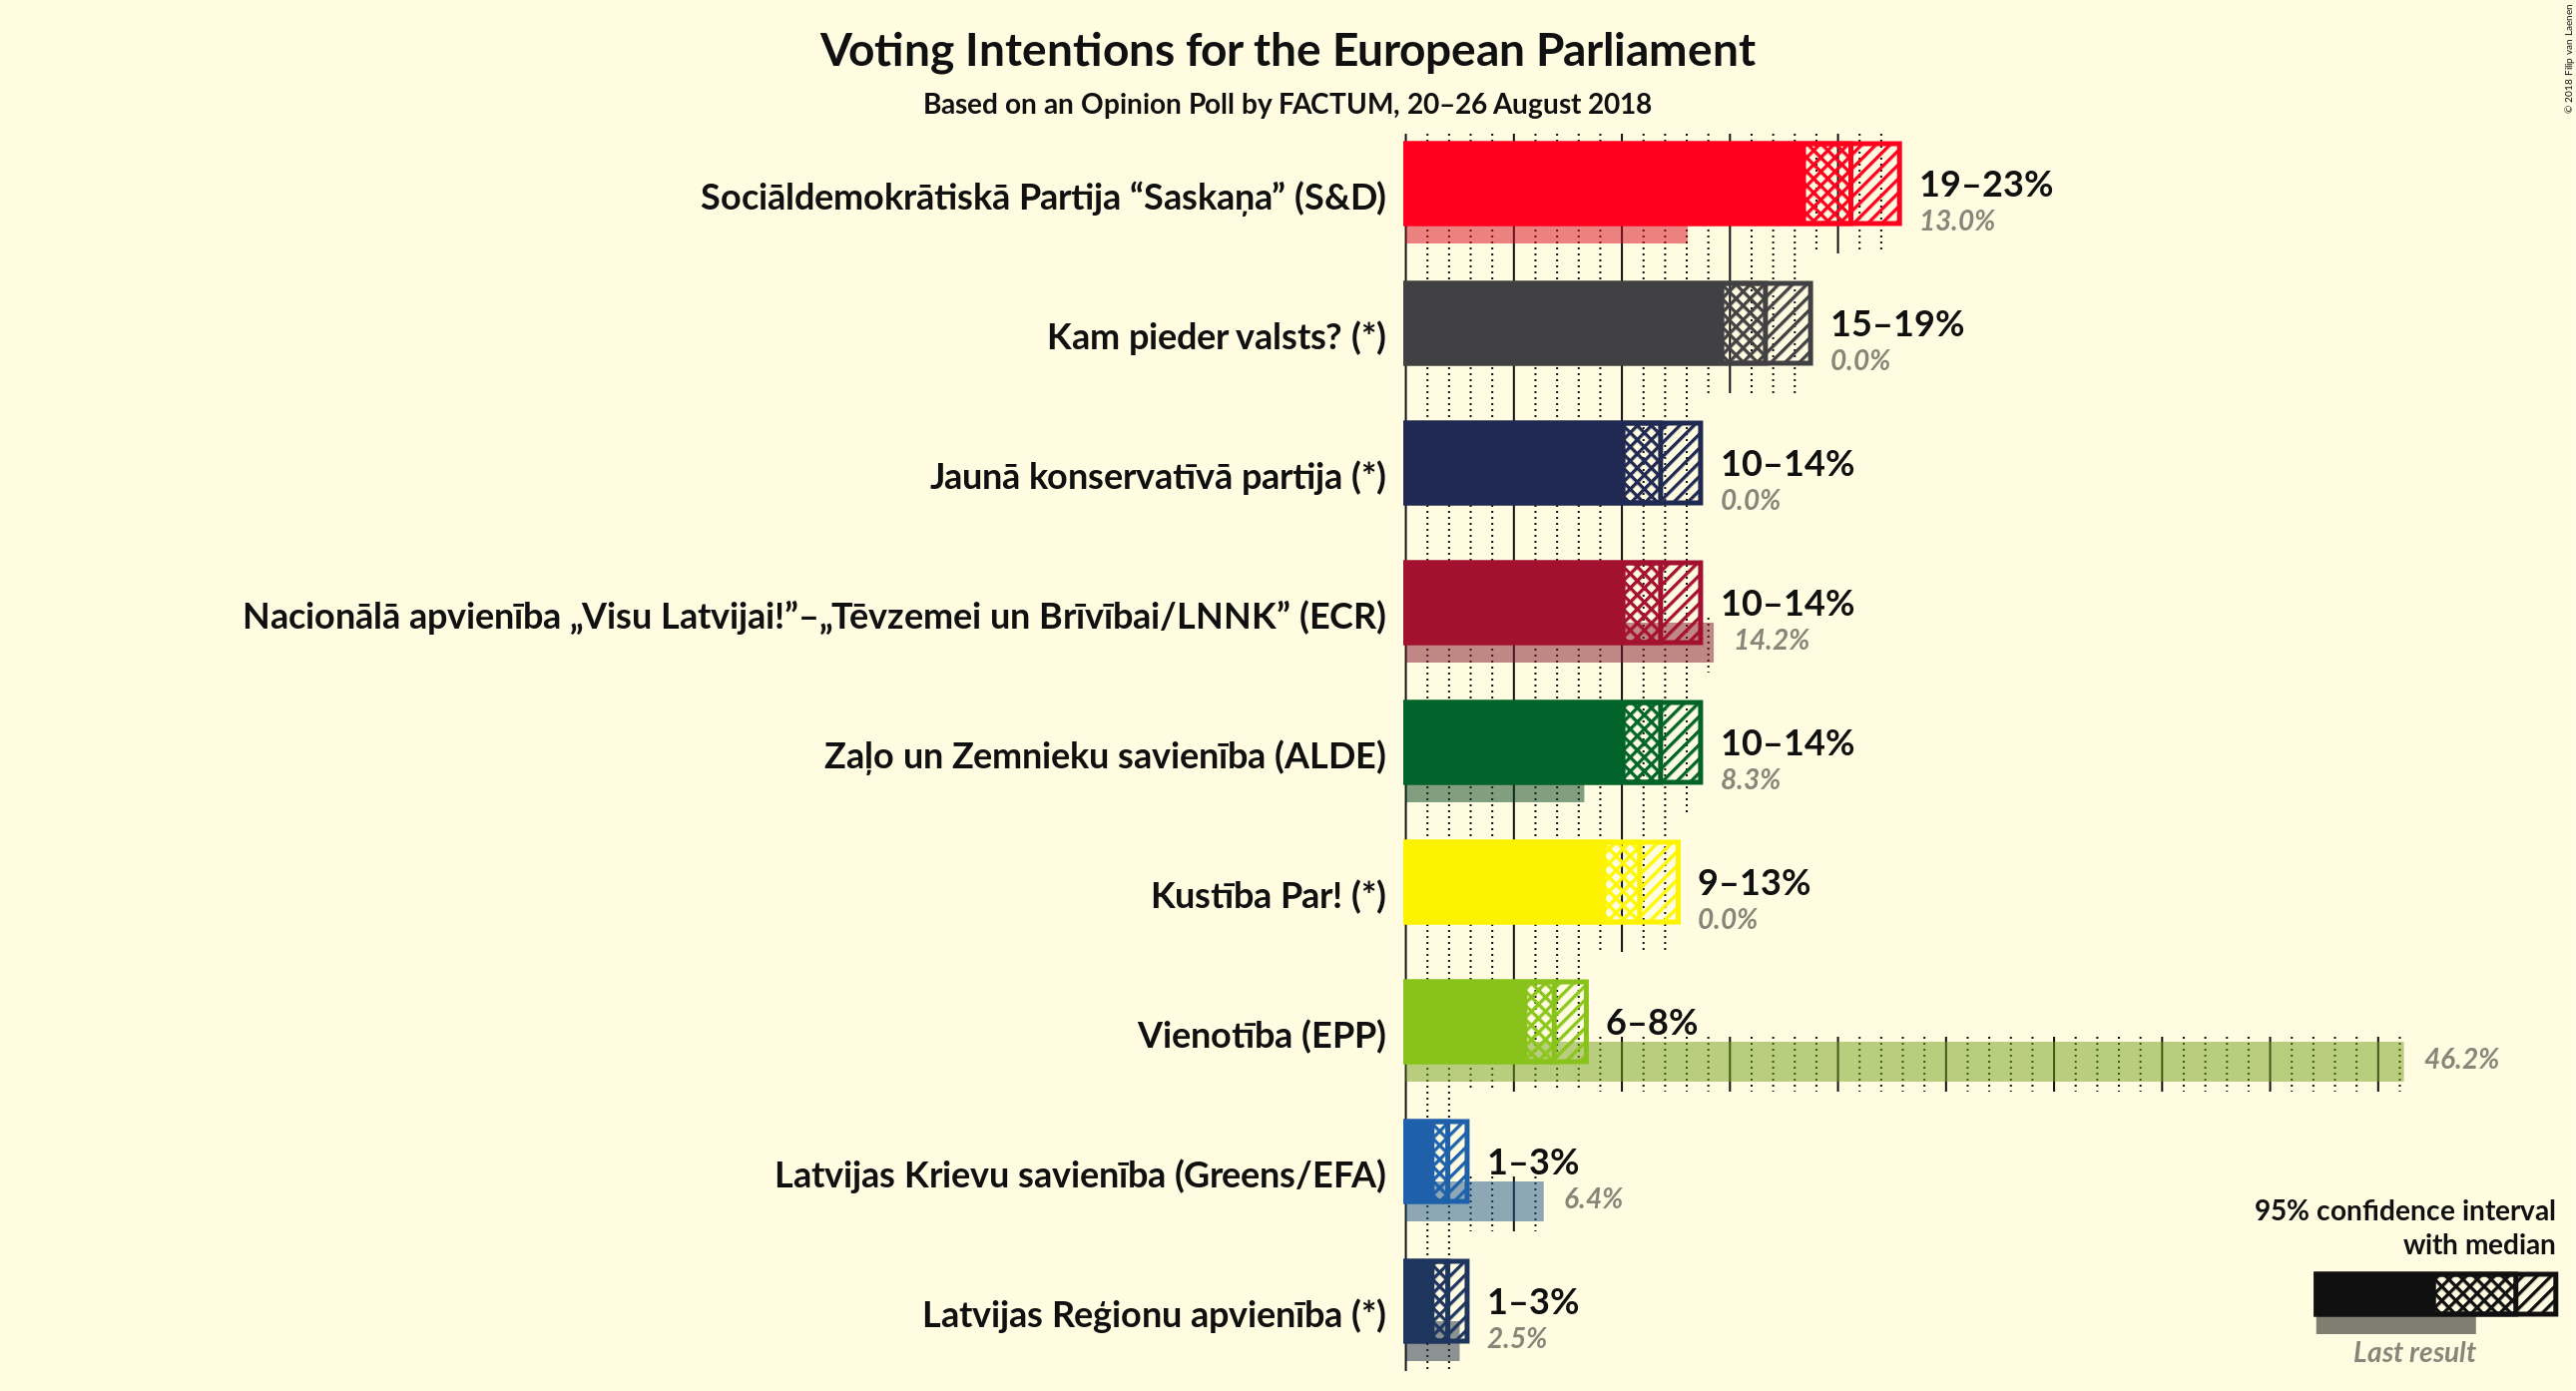 Voting Intentions for the European Parliament
Based on an Opinion Poll by FACTUM, 20–26 August 2018
Sociāldemokrātiskā Partija “Saskaņa” (S&D)
19–23%
13.0%
Kam pieder valsts? (*)
15–19%
0.0%
Jaunā konservatīvā partija (*)
10–14%
0.0%
Nacionālā apvienība „Visu Latvijai!”–„Tēvzemei un Brīvībai/LNNK” (ECR)
10–14%
14.2%
Zaļo un Zemnieku savienība (ALDE)
10–14%
8.3%
Kustība Par! (*)
9–13%
0.0%
Vienotība (EPP)
6–8%
46.2%
Latvijas Krievu savienība (Greens/EFA)
1–3%
6.4%
Latvijas Reģionu apvienība (*)
1–3%
2.5%
95% confidence interval
with median
Last result
© 2018 Filip van Laenen